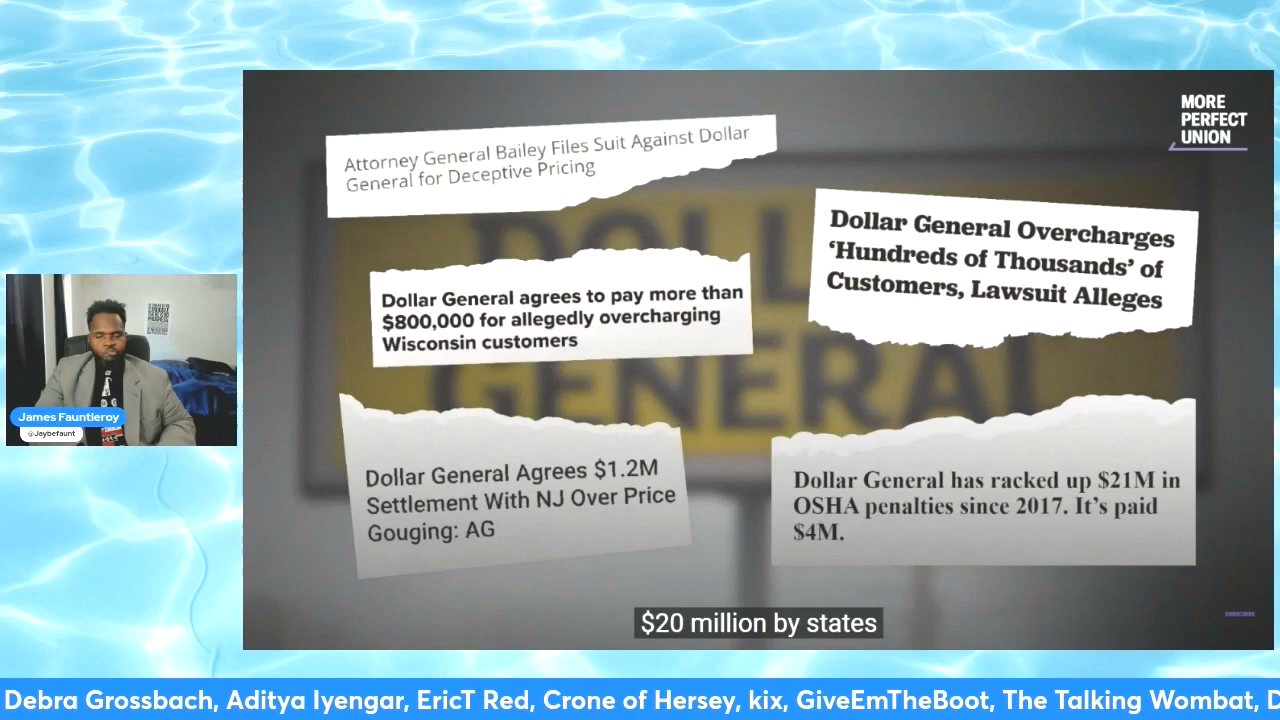 MORE
PERFECT
UNION
Attorney General Bailey Files Suit Against Dollar
General for Deceptive Pricing
Dollar General Overcharges
‘Hundreds of Thousands’ of
Customers, Lawsuit Alleges
Dollar General agrees to pay more than
$800,000 for allegedly overcharging
Wisconsin customers
DOLL
GENERAL
Dollar General Agrees $1.2M
Settlement With NJ Over Price
Gouging: AG
Dollar General has racked up $21M in
OSHA penalties since 2017. It’s paid
$4M.
James Fauntleroy
@Jaybefaunt
$20 million by states
SUBSCRIBE
Debra Grossbach, Aditya Iyengar, EricT Red, Crone of Hersey, kix, GiveEmTheBoot, The Talking Wombat, D